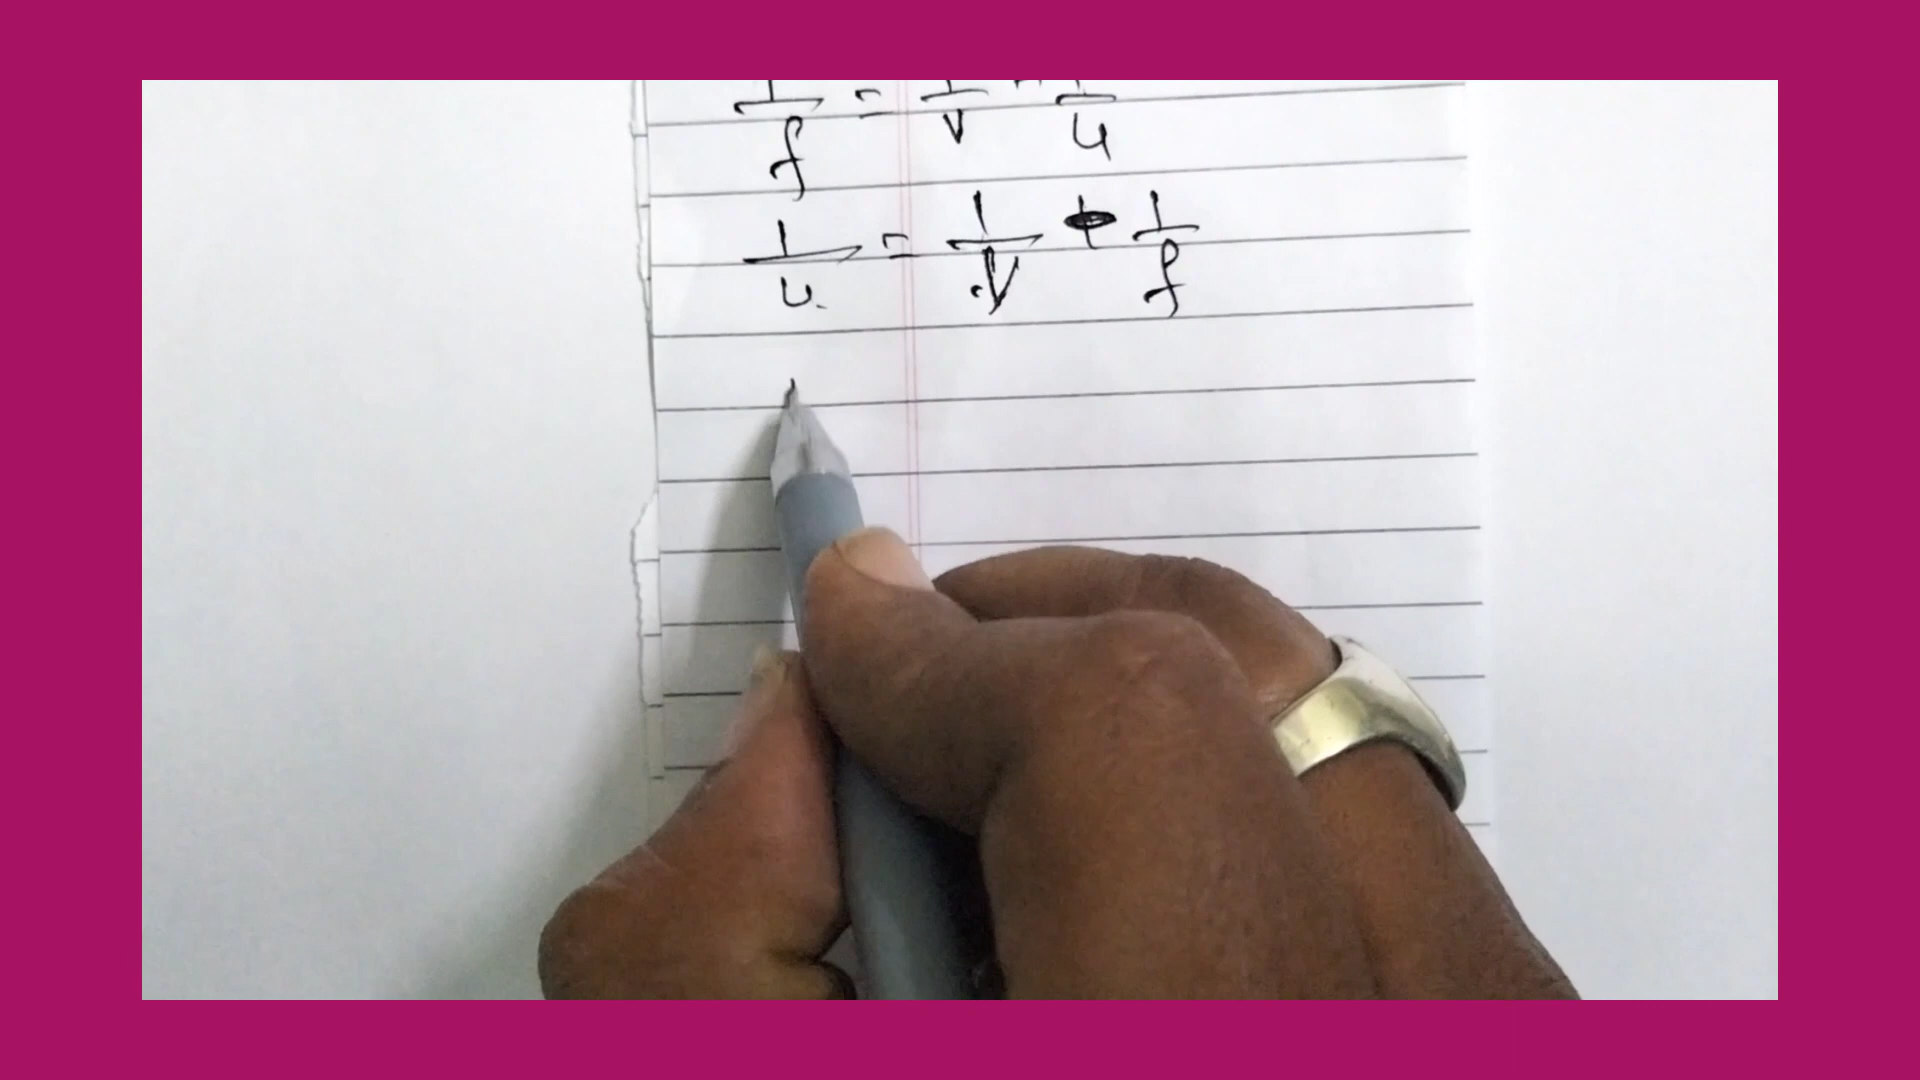 1/f = 1/v - 1/u
1/u = 1/v + 1/f